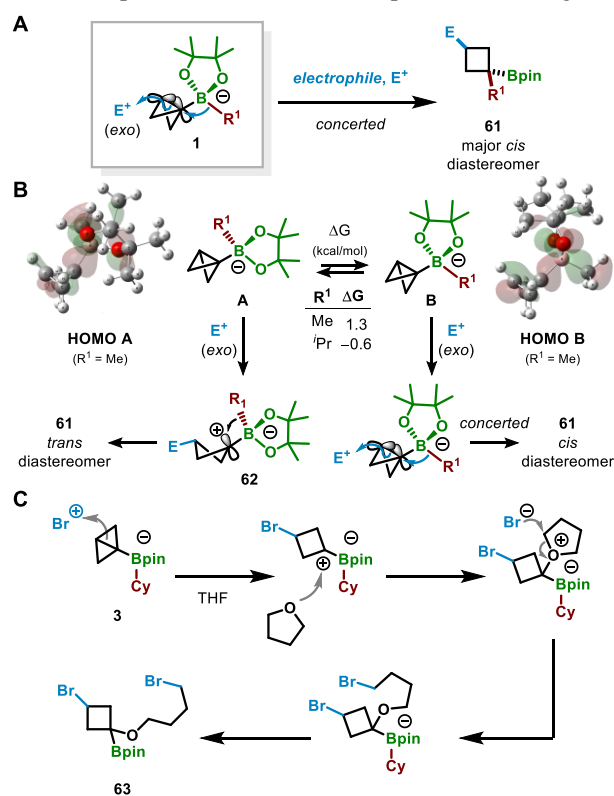 A
O O
B ⊖
R¹
E⁺
(exo)
1
electrophile, E⁺
concerted
E
Bpin
R¹
61
major cis
diastereomer
B
HOMO A
(R¹ = Me)
R¹
B O
⊖ O
A
ΔG
(kcal/mol)
R¹ ΔG
Me 1.3
ⁱPr −0.6
O O
B ⊖
R¹
B
HOMO B
(R¹ = Me)
E⁺
(exo)
E⁺
(exo)
61
trans
diastereomer
R¹
⊕ B O
⊖ O
E
62
O O
B ⊖
R¹
E⁺
concerted
61
cis
diastereomer
C
Br⊕
⊖
Bpin
Cy
3
THF
Br
⊖
Bpin
⊕
Cy
O
Br⊖
Br
O ⊕
⊖
Bpin
Cy
Br
Br
O
Bpin
63
Br
Br
O ⊖
Bpin
Cy